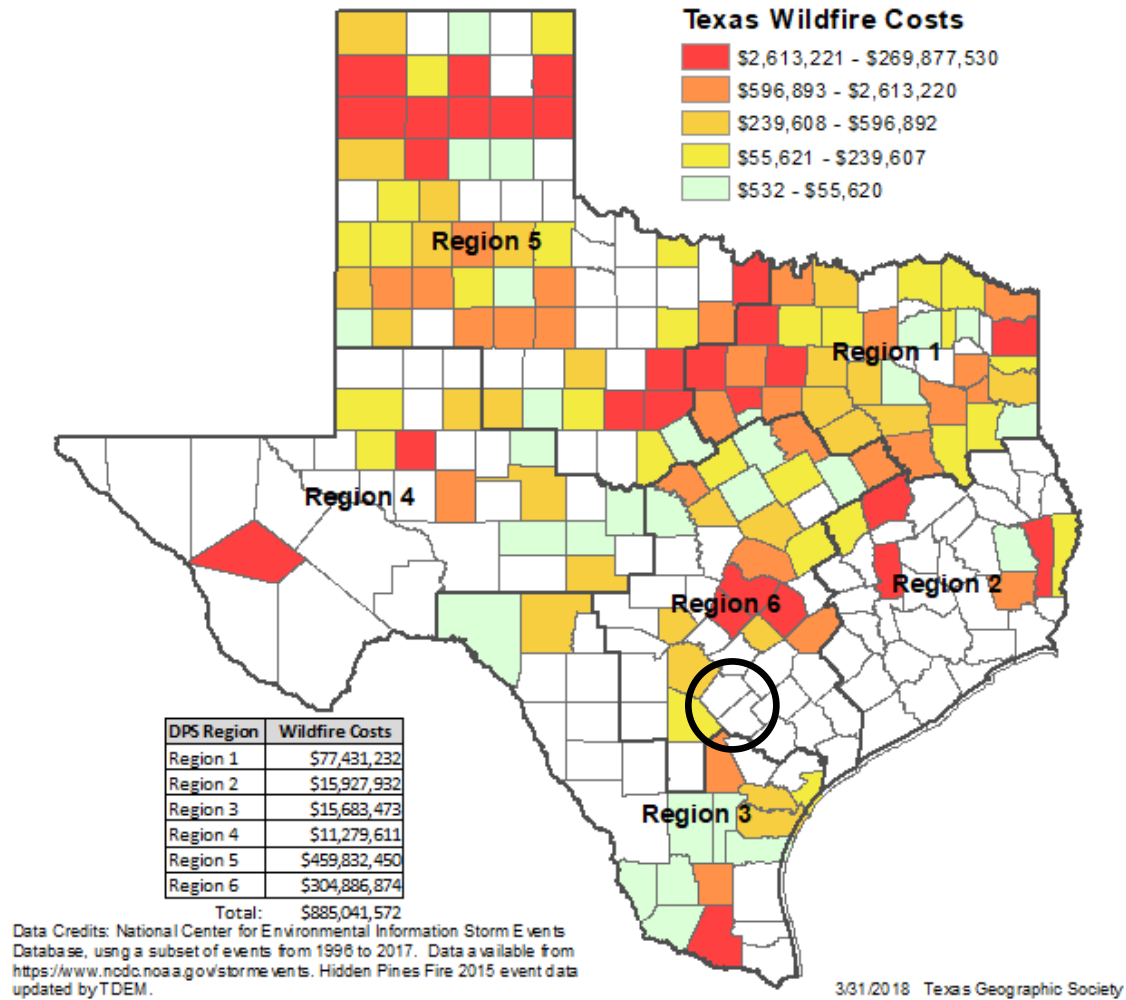 Texas Wildfire Costs
$2,613,221 - $269,877,530
$596,893 - $2,613,220
$239,608 - $596,892
$55,621 - $239,607
$532 - $55,620
Region 5
Region 1
Region 4
Region 2
Region 6
Region 3
DPS Region Wildfire Costs
Region 1 $77,431,232
Region 2 $15,927,932
Region 3 $15,683,473
Region 4 $11,279,611
Region 5 $459,832,450
Region 6 $304,886,874
Total: $885,041,572
Data Credits: National Center for Environmental Information Storm Events
Database, usng a subset of events from 1996 to 2017. Data available from
https://www.ncdc.noaa.gov/stormevents. Hidden Pines Fire 2015 event data
updated by TDEM.
3/31/2018 Texas Geographic Society